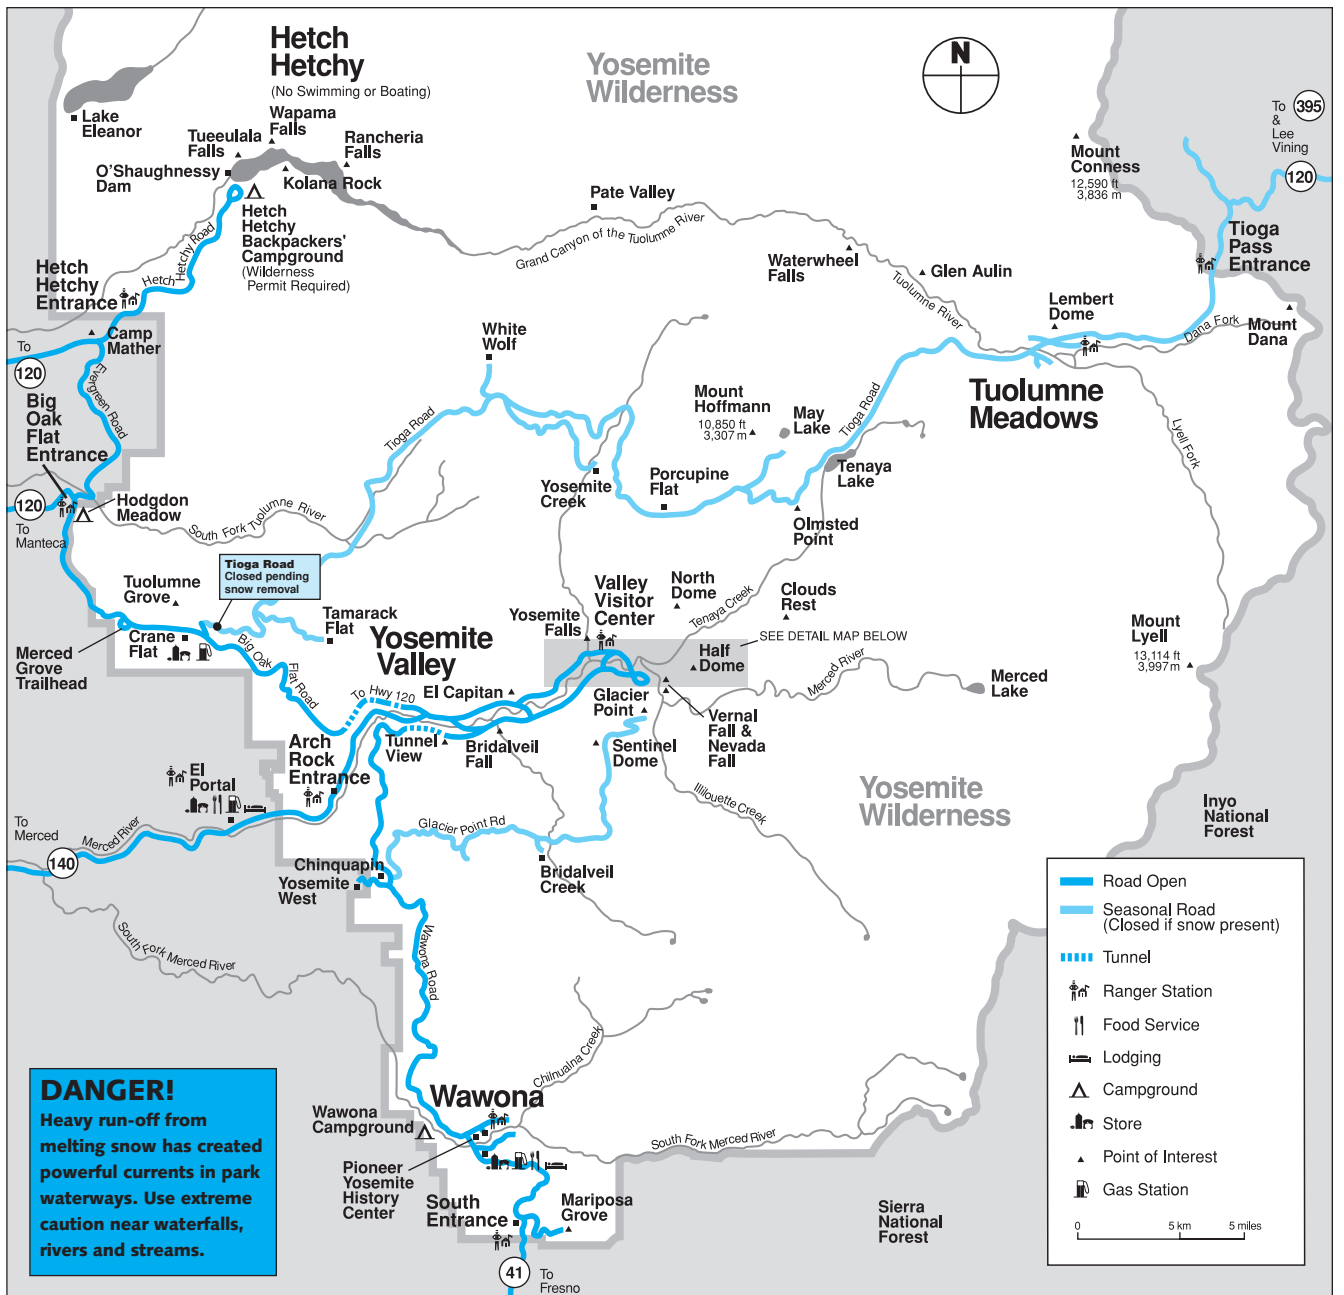 Hetch
Hetchy
(No Swimming or Boating)
Yosemite
Wilderness
N
Lake
Eleanor
Tueeulala
Falls
Wapama
Falls
Rancheria
Falls
O'Shaughnessy
Dam
Kolana Rock
Hetch
Hetchy
Backpackers'
Campground
(Wilderness
Permit Required)
Hetch Hetchy Road
Hetch
Hetchy
Entrance
Camp
Mather
To
120
Evergreen Road
Big
Oak
Flat
Entrance
120
To
Manteca
Hodgdon
Meadow
South Fork Tuolumne River
Pate Valley
Grand Canyon of the Tuolumne River
Waterwheel
Falls
Glen Aulin
Tuolumne River
Mount
Conness
12,590 ft
3,836 m
To
&
Lee
Vining
395
120
Tioga
Pass
Entrance
Lembert
Dome
Dana Fork
Mount
Dana
Tuolumne
Meadows
Lyell Fork
White
Wolf
Tioga Road
Mount
Hoffmann
10,850 ft
3,307 m
May
Lake
Tioga Road
Tenaya
Lake
Yosemite
Creek
Porcupine
Flat
Olmsted
Point
Tioga Road
Closed pending
snow removal
Tuolumne
Grove
Crane
Flat
Merced
Grove
Trailhead
Tamarack
Flat
Big Oak Flat Road
Yosemite
Valley
Yosemite
Falls
Valley
Visitor
Center
North
Dome
Tenaya Creek
Clouds
Rest
SEE DETAIL MAP BELOW
Half
Dome
To Hwy 120
El Capitan
Glacier
Point
Merced River
Merced
Lake
Mount
Lyell
13,114 ft
3,997 m
Arch
Rock
Entrance
Tunnel
View
Bridalveil
Fall
Sentinel
Dome
Vernal
Fall &
Nevada
Fall
El
Portal
To
Merced
Merced River
140
Glacier Point Rd
Illilouette Creek
Yosemite
Wilderness
Inyo
National
Forest
Chinquapin
Yosemite
West
Bridalveil
Creek
South Fork Merced River
Wawona Road
Chilnualna Creek
Wawona
Wawona
Campground
South Fork Merced River
Pioneer
Yosemite
History
Center
South
Entrance
Mariposa
Grove
41
To
Fresno
Sierra
National
Forest
DANGER!
Heavy run-off from
melting snow has created
powerful currents in park
waterways. Use extreme
caution near waterfalls,
rivers and streams.
Road Open
Seasonal Road
(Closed if snow present)
Tunnel
Ranger Station
Food Service
Lodging
Campground
Store
Point of Interest
Gas Station
0
5 km
5 miles